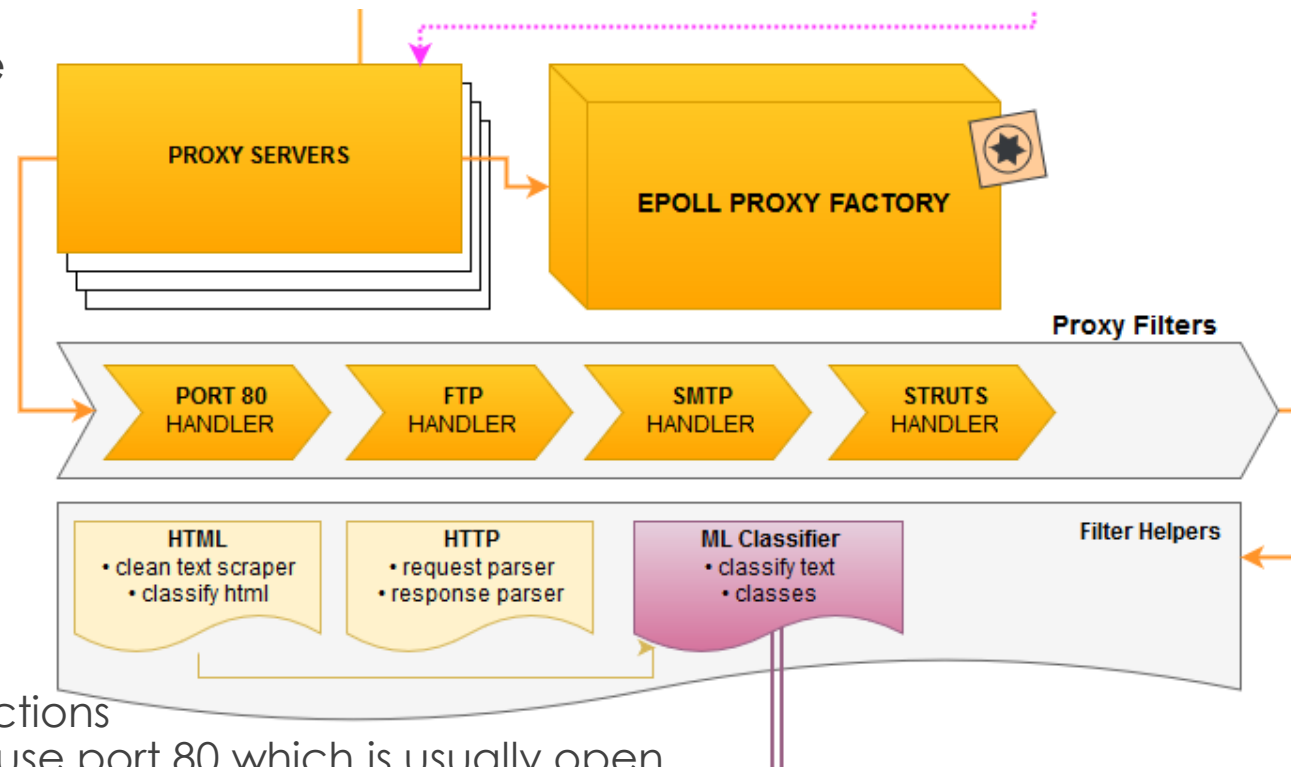 e
PROXY SERVERS
EPOLL PROXY FACTORY
Proxy Filters
PORT 80
HANDLER
FTP
HANDLER
SMTP
HANDLER
STRUTS
HANDLER
HTML
• clean text scraper
• classify html
HTTP
• request parser
• response parser
ML Classifier
• classify text
• classes
Filter Helpers
ctions
use port 80 which is usually open